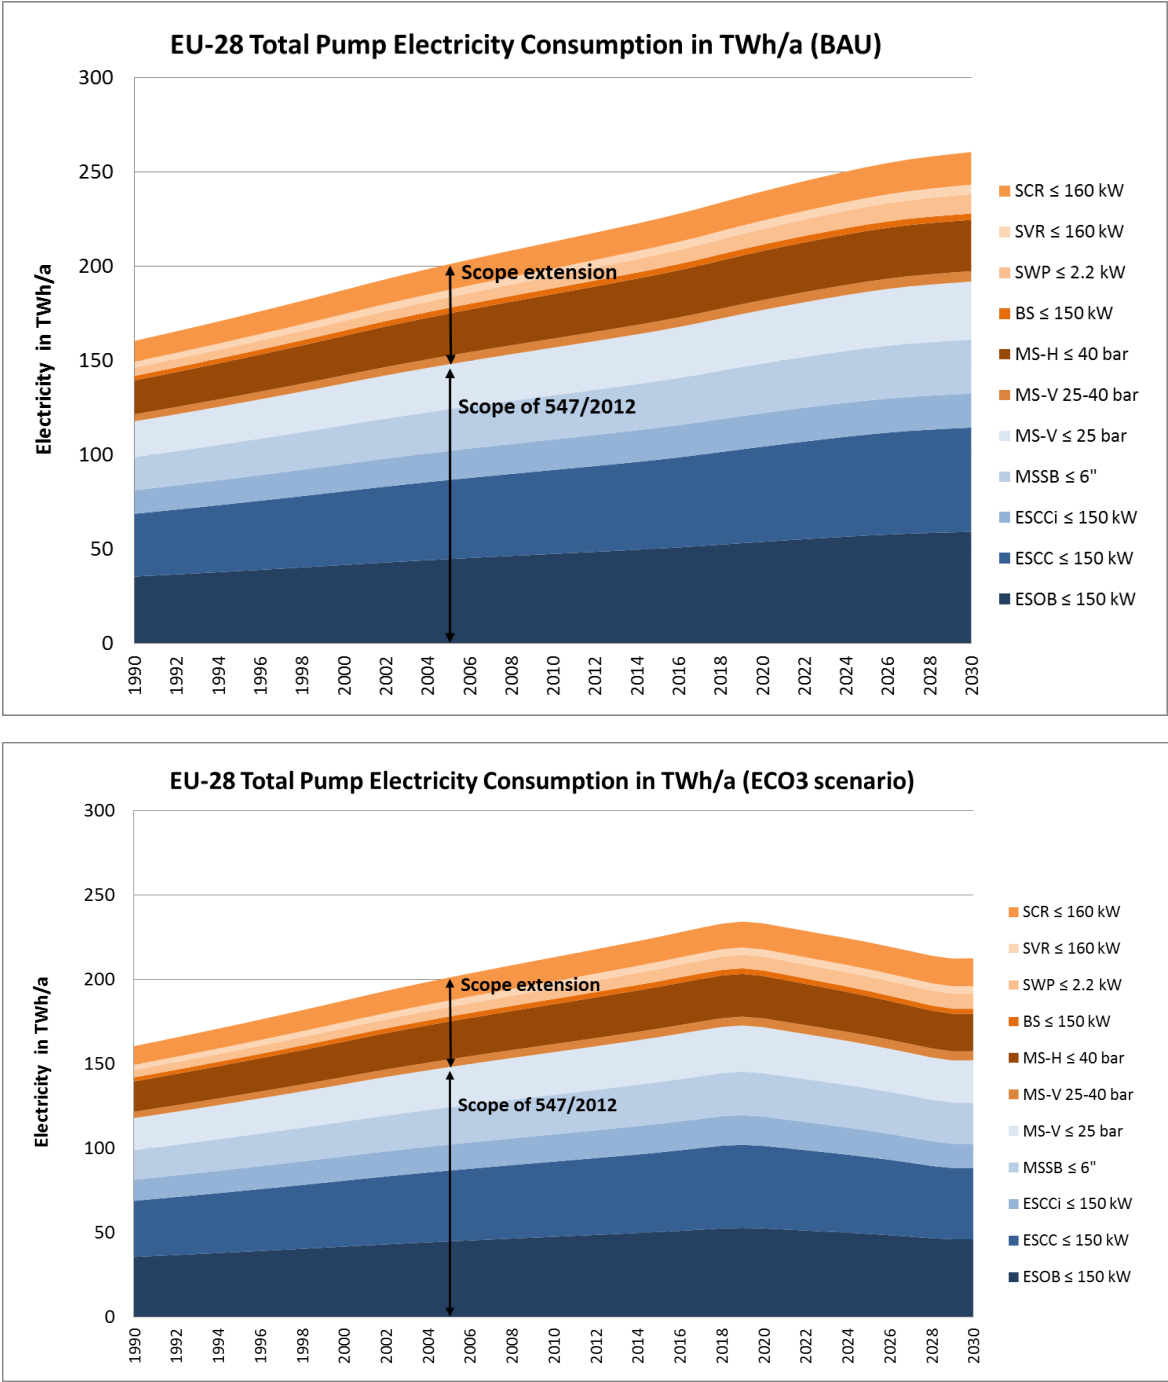 EU-28 Total Pump Electricity Consumption in TWh/a (BAU)
Electricity in TWh/a
300
250
200
150
100
50
0
Scope extension
Scope of 547/2012
SCR ≤ 160 kW
SVR ≤ 160 kW
SWP ≤ 2.2 kW
BS ≤ 150 kW
MS-H ≤ 40 bar
MS-V 25-40 bar
MS-V ≤ 25 bar
MSSB ≤ 6"
ESCCi ≤ 150 kW
ESCC ≤ 150 kW
ESOB ≤ 150 kW
1990
1992
1994
1996
1998
2000
2002
2004
2006
2008
2010
2012
2014
2016
2018
2020
2022
2024
2026
2028
2030
EU-28 Total Pump Electricity Consumption in TWh/a (ECO3 scenario)
Electricity in TWh/a
300
250
200
150
100
50
0
Scope extension
Scope of 547/2012
SCR ≤ 160 kW
SVR ≤ 160 kW
SWP ≤ 2.2 kW
BS ≤ 150 kW
MS-H ≤ 40 bar
MS-V 25-40 bar
MS-V ≤ 25 bar
MSSB ≤ 6"
ESCCi ≤ 150 kW
ESCC ≤ 150 kW
ESOB ≤ 150 kW
1990
1992
1994
1996
1998
2000
2002
2004
2006
2008
2010
2012
2014
2016
2018
2020
2022
2024
2026
2028
2030